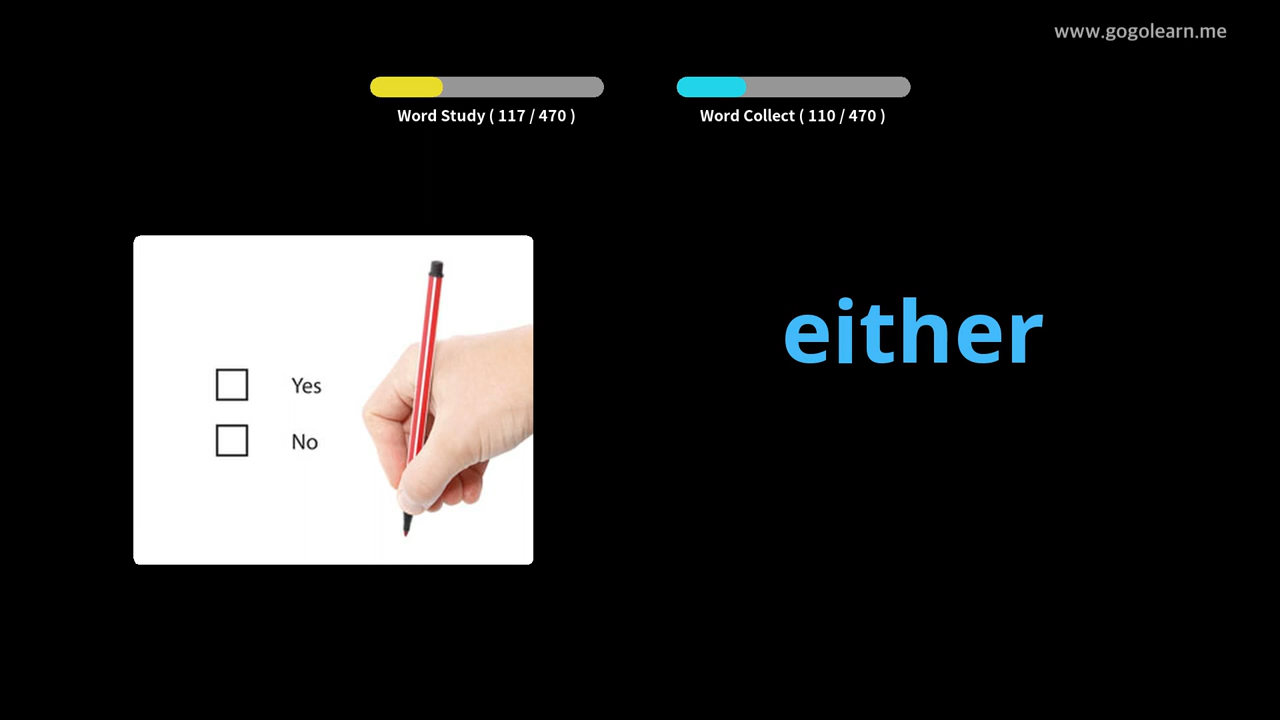 www.gogolearn.me
Word Study ( 117 / 470 )
Word Collect ( 110 / 470 )
either
Yes
No